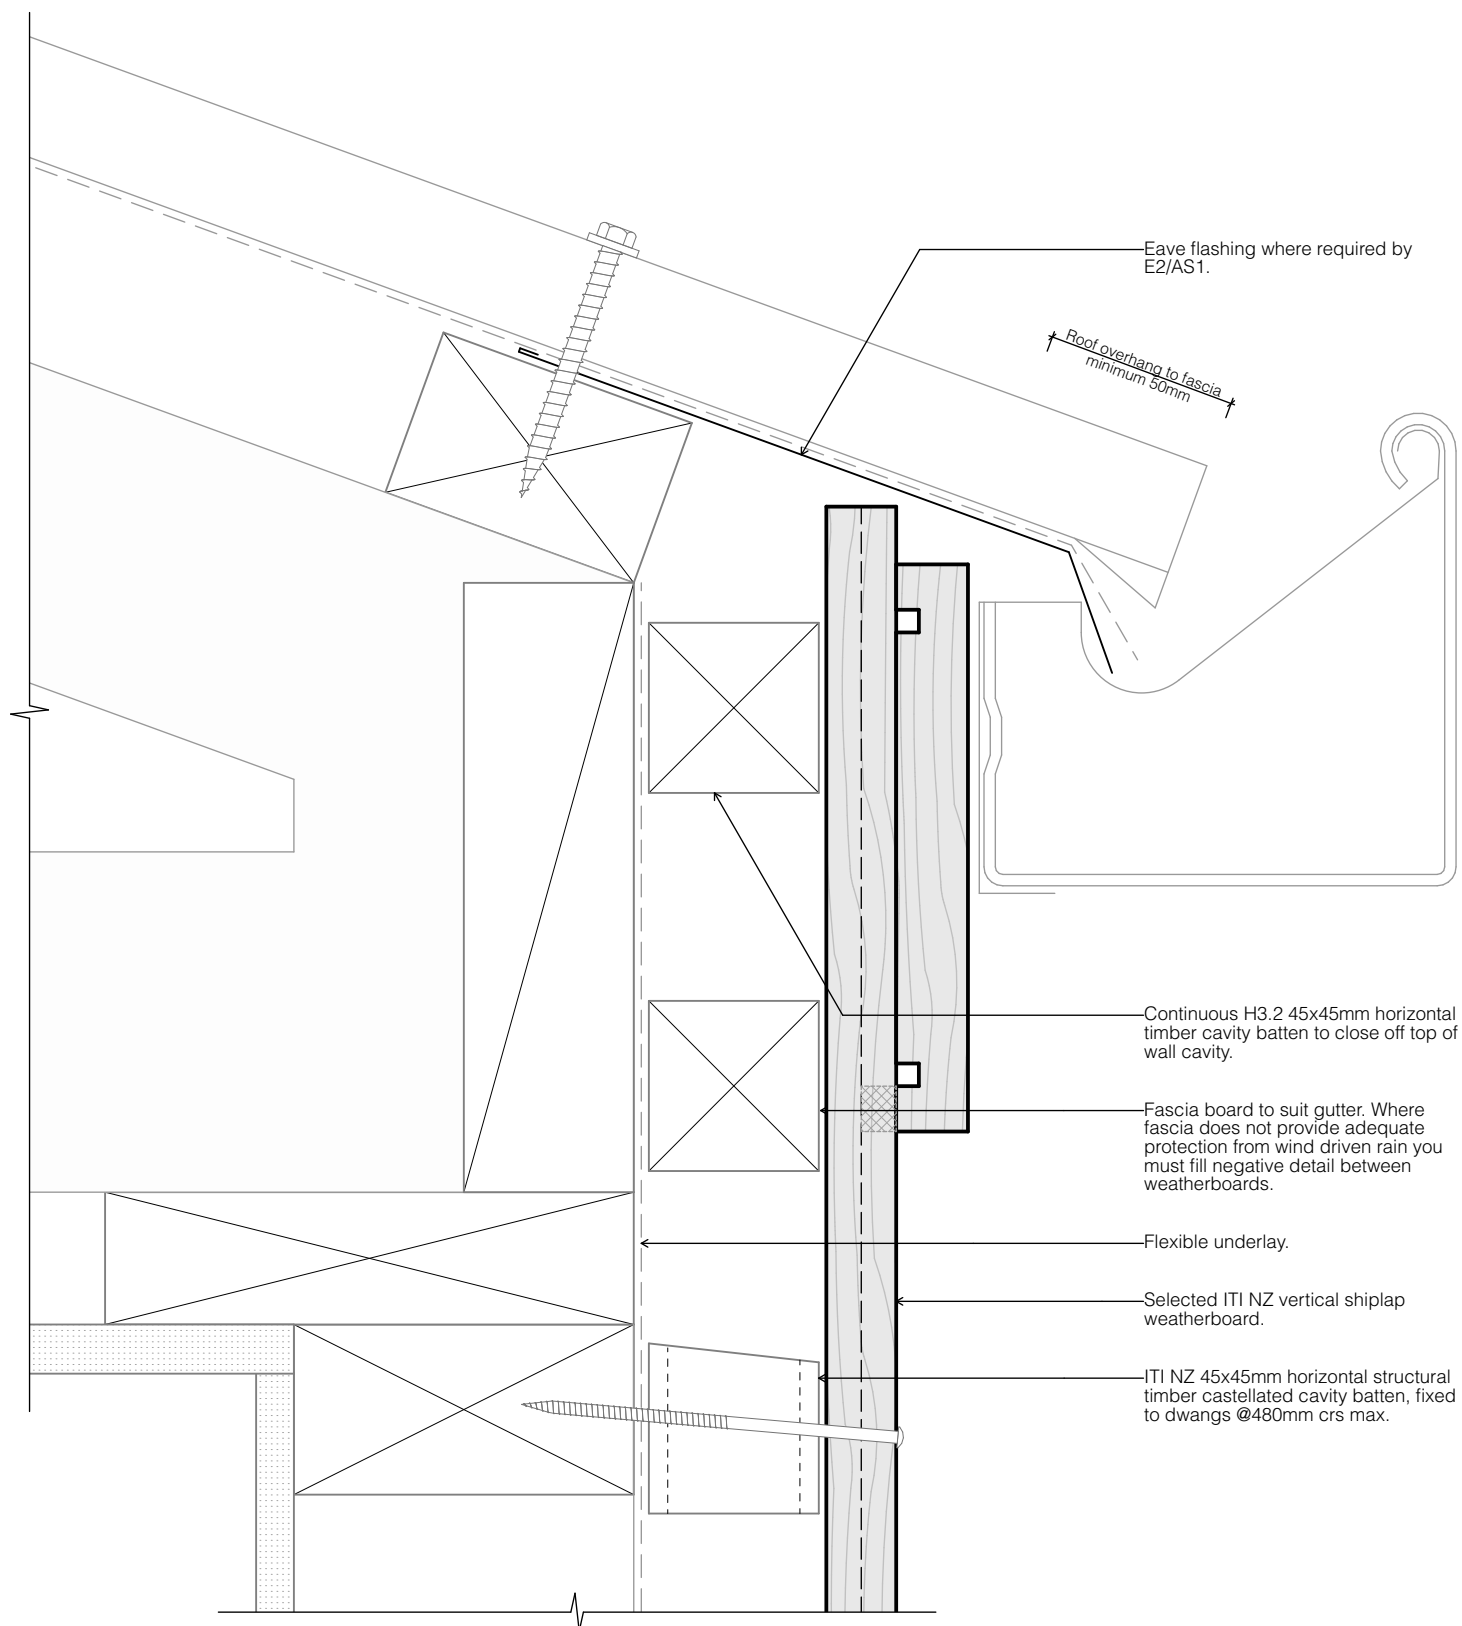 Eave flashing where required by
E2/AS1.
Roof overhang to fascia
minimum 50mm
Continuous H3.2 45x45mm horizontal
timber cavity batten to close off top of
wall cavity.
Fascia board to suit gutter. Where
fascia does not provide adequate
protection from wind driven rain you
must fill negative detail between
weatherboards.
Flexible underlay.
Selected ITI NZ vertical shiplap
weatherboard.
ITI NZ 45x45mm horizontal structural
timber castellated cavity batten, fixed
to dwangs @480mm crs max.